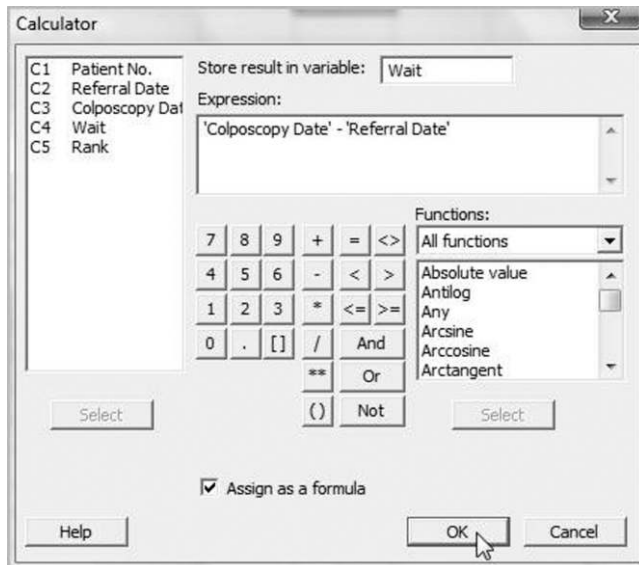 Calculator
X
C1 Patient No.
C2 Referral Date
C3 Colposcopy Dat
C4 Wait
C5 Rank
Select
Store result in variable: Wait
Expression:
'Colposcopy Date' - 'Referral Date'
7 8 9 + = <>
4 5 6 - < >
1 2 3 * <= >=
0 . [] / And
** Or
() Not
Functions:
All functions
Absolute value
Antilog
Any
Arcsine
Arccosine
Arctangent
Select
Assign as a formula
Help
OK
Cancel